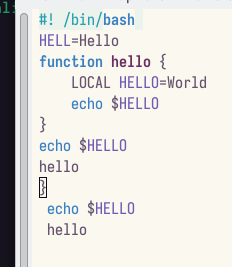 #! /bin/bash
HELL=Hello
function hello {
    LOCAL HELLO=World
    echo $HELLO
}
echo $HELLO
hello
}
 echo $HELLO
 hello